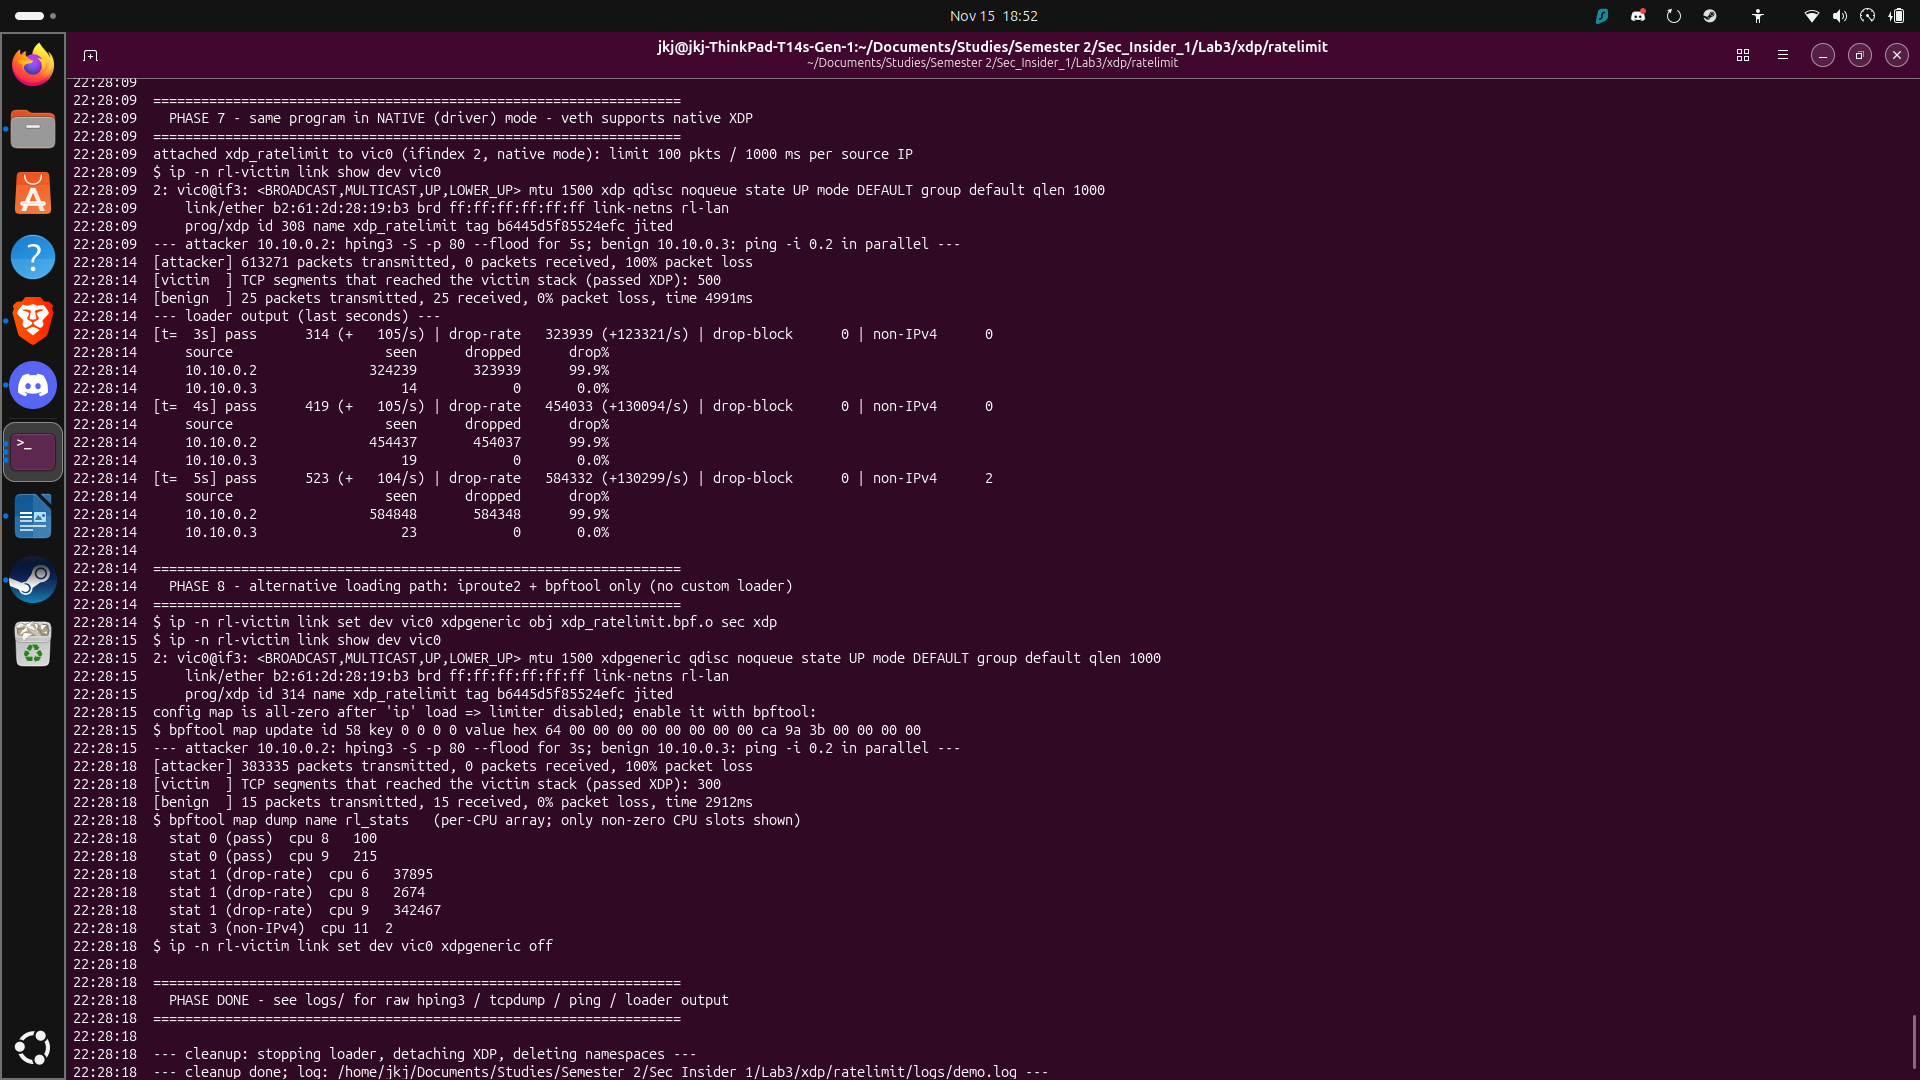 Nov 15  18:52
jkj@jkj-ThinkPad-T14s-Gen-1:~/Documents/Studies/Semester 2/Sec_Insider_1/Lab3/xdp/ratelimit
~/Documents/Studies/Semester 2/Sec_Insider_1/Lab3/xdp/ratelimit
22:28:09
22:28:09  ==================================================================
22:28:09    PHASE 7 - same program in NATIVE (driver) mode - veth supports native XDP
22:28:09  ==================================================================
22:28:09  attached xdp_ratelimit to vic0 (ifindex 2, native mode): limit 100 pkts / 1000 ms per source IP
22:28:09  $ ip -n rl-victim link show dev vic0
22:28:09  2: vic0@if3: <BROADCAST,MULTICAST,UP,LOWER_UP> mtu 1500 xdp qdisc noqueue state UP mode DEFAULT group default qlen 1000
22:28:09      link/ether b2:61:2d:28:19:b3 brd ff:ff:ff:ff:ff:ff link-netns rl-lan
22:28:09      prog/xdp id 308 name xdp_ratelimit tag b6445d5f85524efc jited
22:28:09  --- attacker 10.10.0.2: hping3 -S -p 80 --flood for 5s; benign 10.10.0.3: ping -i 0.2 in parallel ---
22:28:14  [attacker] 613271 packets transmitted, 0 packets received, 100% packet loss
22:28:14  [victim  ] TCP segments that reached the victim stack (passed XDP): 500
22:28:14  [benign  ] 25 packets transmitted, 25 received, 0% packet loss, time 4991ms
22:28:14  --- loader output (last seconds) ---
22:28:14  [t=  3s] pass      314 (+   105/s) | drop-rate   323939 (+123321/s) | drop-block      0 | non-IPv4      0
22:28:14      source                   seen      dropped      drop%
22:28:14      10.10.0.2              324239       323939      99.9%
22:28:14      10.10.0.3                  14            0       0.0%
22:28:14  [t=  4s] pass      419 (+   105/s) | drop-rate   454033 (+130094/s) | drop-block      0 | non-IPv4      0
22:28:14      source                   seen      dropped      drop%
22:28:14      10.10.0.2              454437       454037      99.9%
22:28:14      10.10.0.3                  19            0       0.0%
22:28:14  [t=  5s] pass      523 (+   104/s) | drop-rate   584332 (+130299/s) | drop-block      0 | non-IPv4      2
22:28:14      source                   seen      dropped      drop%
22:28:14      10.10.0.2              584848       584348      99.9%
22:28:14      10.10.0.3                  23            0       0.0%
22:28:14
22:28:14  ==================================================================
22:28:14    PHASE 8 - alternative loading path: iproute2 + bpftool only (no custom loader)
22:28:14  ==================================================================
22:28:14  $ ip -n rl-victim link set dev vic0 xdpgeneric obj xdp_ratelimit.bpf.o sec xdp
22:28:15  $ ip -n rl-victim link show dev vic0
22:28:15  2: vic0@if3: <BROADCAST,MULTICAST,UP,LOWER_UP> mtu 1500 xdpgeneric qdisc noqueue state UP mode DEFAULT group default qlen 1000
22:28:15      link/ether b2:61:2d:28:19:b3 brd ff:ff:ff:ff:ff:ff link-netns rl-lan
22:28:15      prog/xdp id 314 name xdp_ratelimit tag b6445d5f85524efc jited
22:28:15  config map is all-zero after 'ip' load => limiter disabled; enable it with bpftool:
22:28:15  $ bpftool map update id 58 key 0 0 0 0 value hex 64 00 00 00 00 00 00 00 00 ca 9a 3b 00 00 00 00
22:28:15  --- attacker 10.10.0.2: hping3 -S -p 80 --flood for 3s; benign 10.10.0.3: ping -i 0.2 in parallel ---
22:28:18  [attacker] 383335 packets transmitted, 0 packets received, 100% packet loss
22:28:18  [victim  ] TCP segments that reached the victim stack (passed XDP): 300
22:28:18  [benign  ] 15 packets transmitted, 15 received, 0% packet loss, time 2912ms
22:28:18  $ bpftool map dump name rl_stats   (per-CPU array; only non-zero CPU slots shown)
22:28:18    stat 0 (pass)  cpu 8   100
22:28:18    stat 0 (pass)  cpu 9   215
22:28:18    stat 1 (drop-rate)  cpu 6   37895
22:28:18    stat 1 (drop-rate)  cpu 8   2674
22:28:18    stat 1 (drop-rate)  cpu 9   342467
22:28:18    stat 3 (non-IPv4)  cpu 11  2
22:28:18  $ ip -n rl-victim link set dev vic0 xdpgeneric off
22:28:18
22:28:18  ==================================================================
22:28:18    PHASE DONE - see logs/ for raw hping3 / tcpdump / ping / loader output
22:28:18  ==================================================================
22:28:18
22:28:18  --- cleanup: stopping loader, detaching XDP, deleting namespaces ---
22:28:18  --- cleanup done; log: /home/jkj/Documents/Studies/Semester 2/Sec_Insider_1/Lab3/xdp/ratelimit/logs/demo.log ---